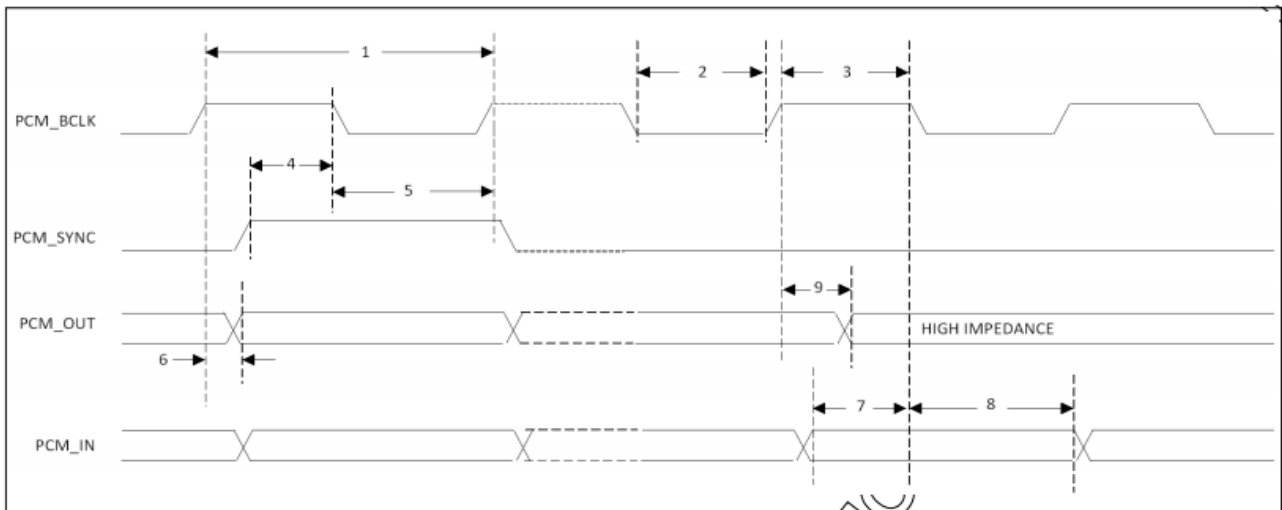 1
2
3
PCM_BCLK
4
5
PCM_SYNC
9
PCM_OUT
HIGH IMPEDANCE
6
7
8
PCM_IN